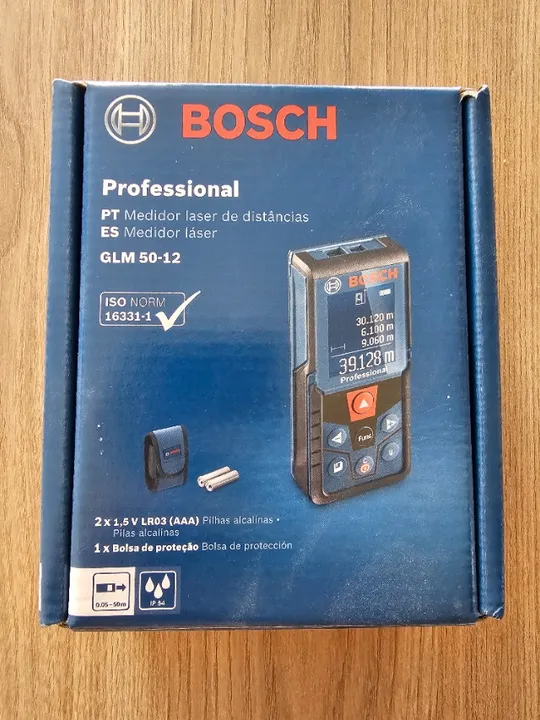 BOSCH
Professional
PT Medidor laser de distâncias
ES Medidor láser
GLM 50-12
ISO NORM
16331-1
BOSCH
30.120 m
6.100 m
9.060 m
39.128 m
Professional
Func
2 x 1,5 V LR03 (AAA) Pilhas alcalinas •
Pilas alcalinas
1 x Bolsa de proteção Bolsa de protección
0.05 – 50m
IP 54